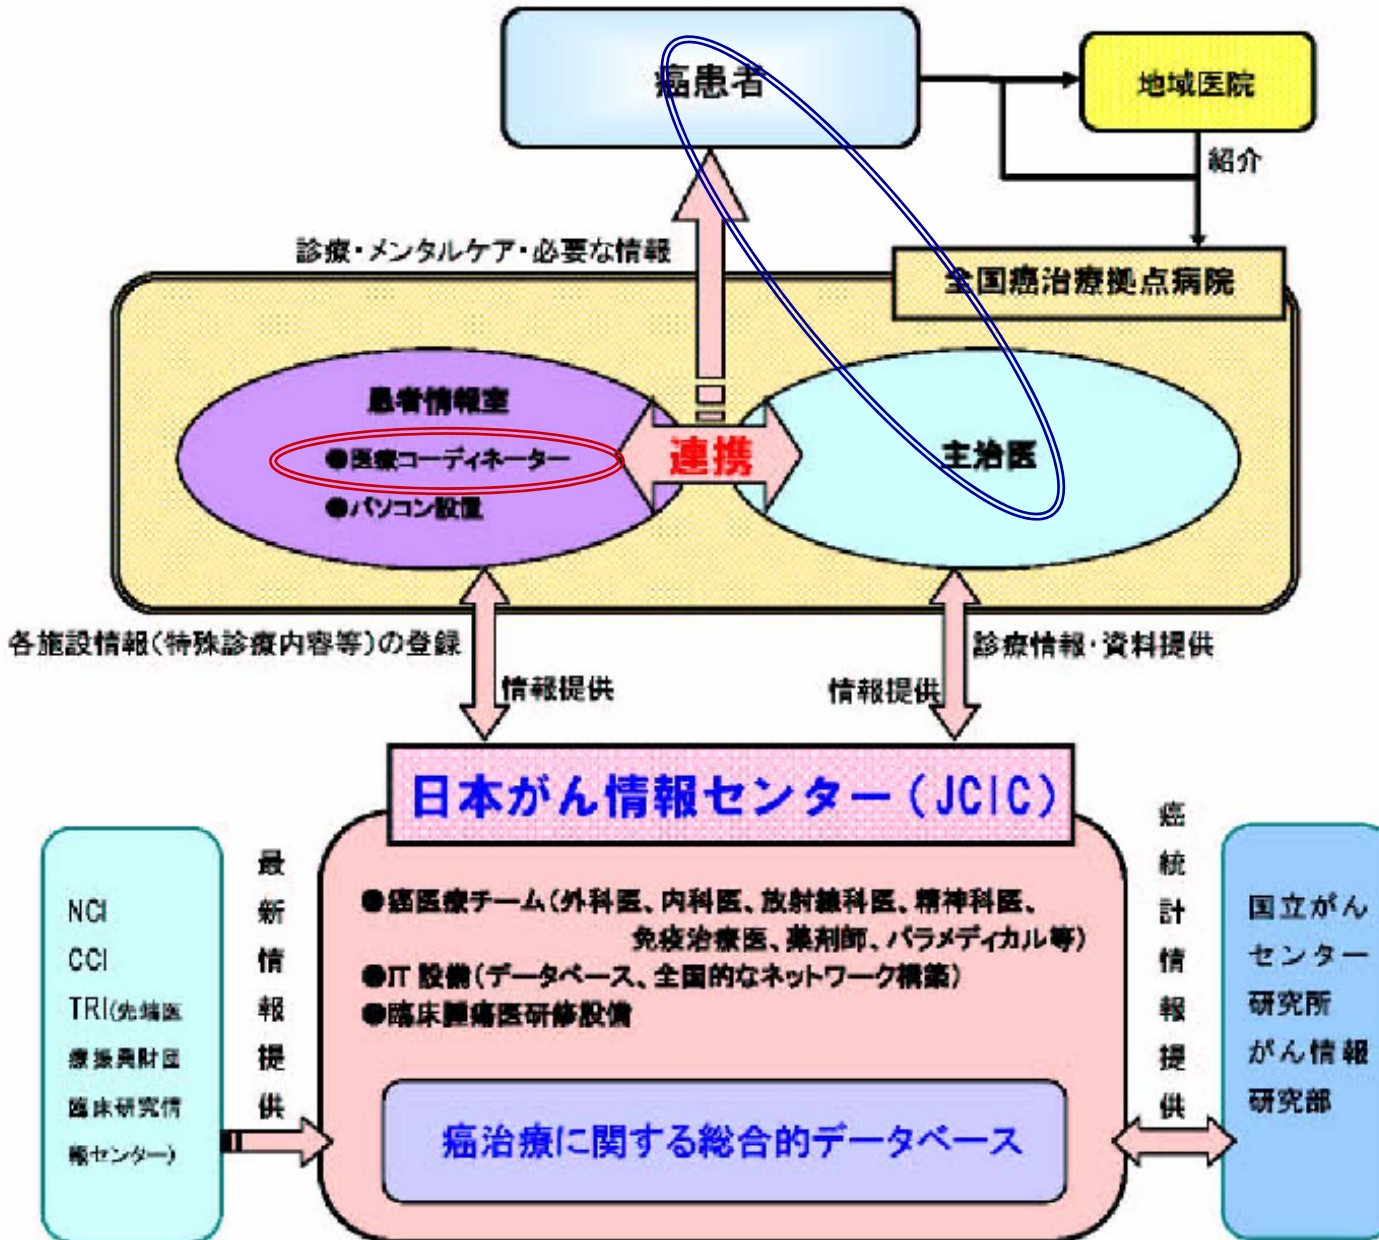 癌患者
地域医院
紹介
診療・メンタルケア・必要な情報
全国癌治療拠点病院
患者情報室
●医療コーディネーター
●パソコン設置
連携
主治医
各施設情報(特殊診療内容等)の登録
情報提供
診療情報・資料提供
情報提供
日本がん情報センター(JCIC)
●癌医療チーム(外科医、内科医、放射線科医、精神科医、
免疫治療医、薬剤師、パラメディカル等)
●IT 設備(データベース、全国的なネットワーク構築)
●臨床腫瘍医研修設備
癌治療に関する総合的データベース
NCI
CCI
TRI(先端医
療振興財団
臨床研究情
報センター)
最新情報提供
癌統計情報提供
国立がん
センター
研究所
がん情報
研究部